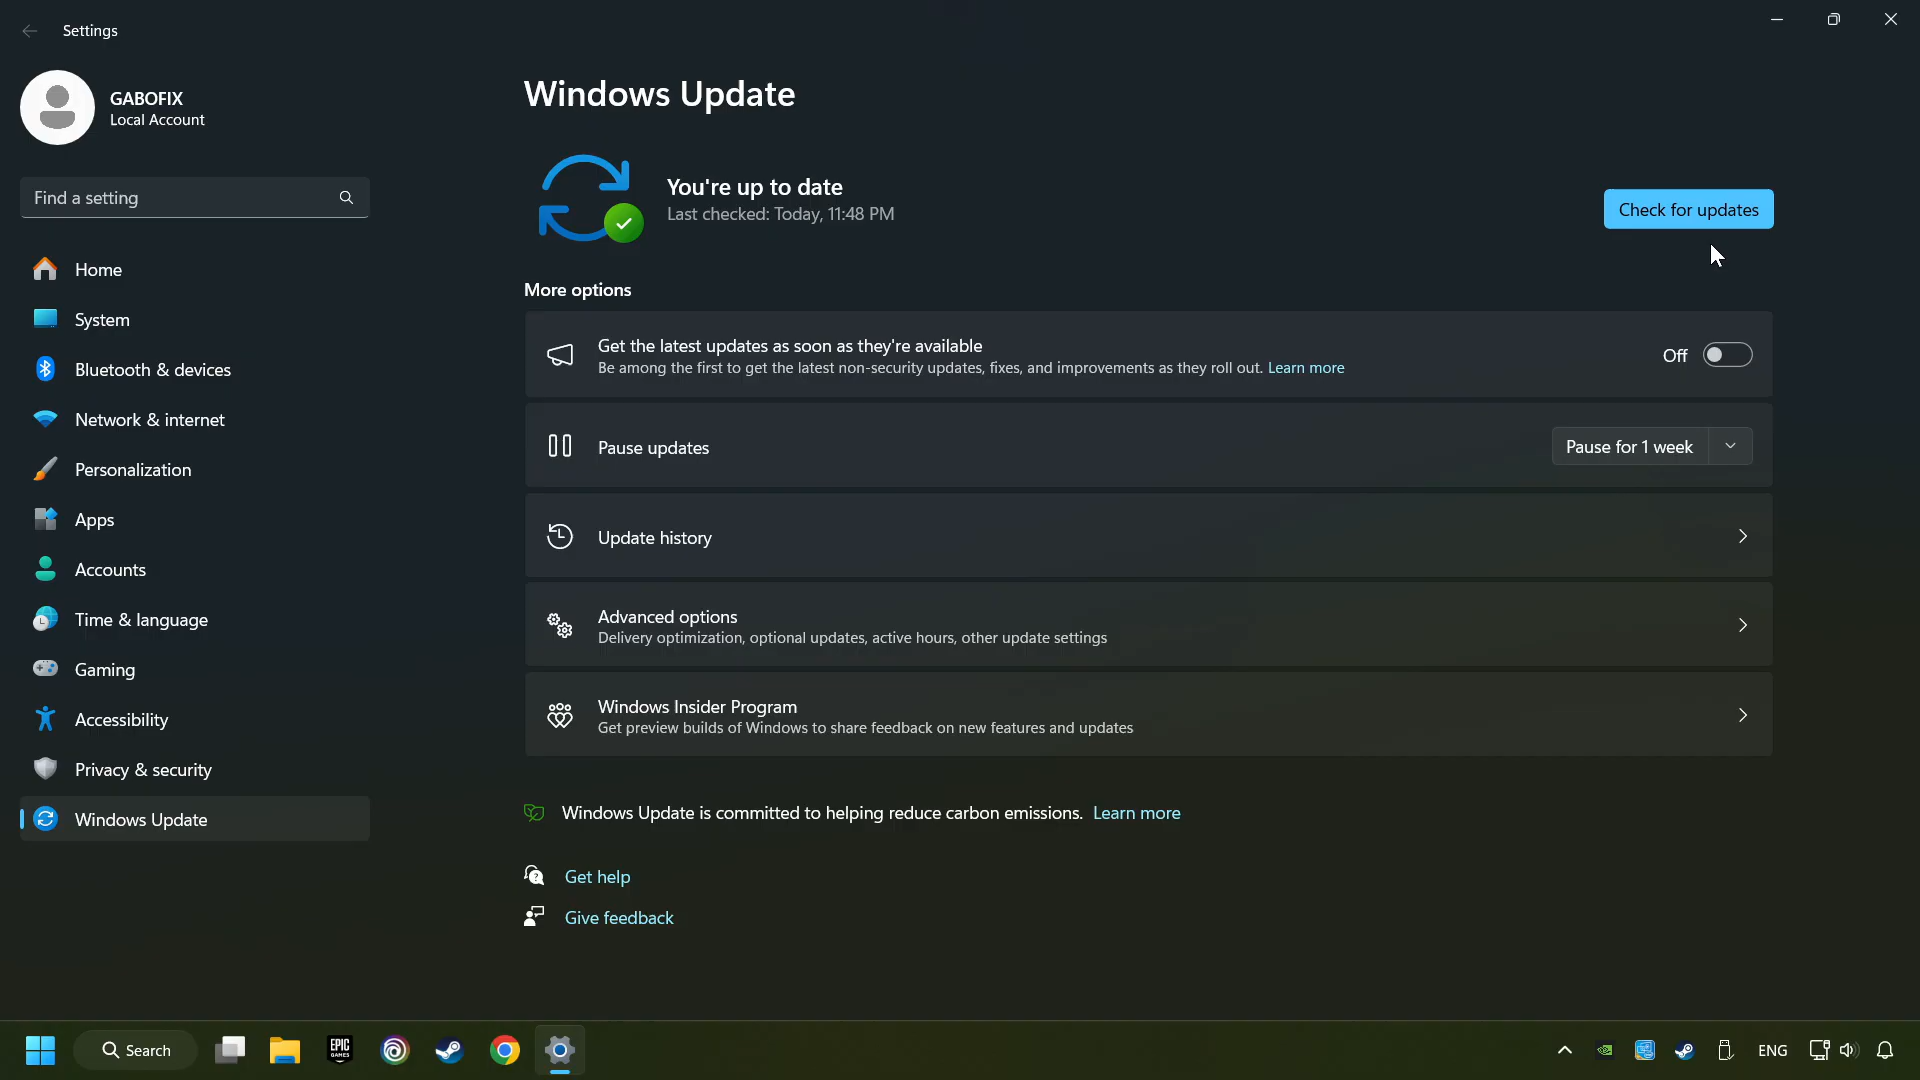 Settings
GABOFIX
Local Account
Find a setting
Home
System
Bluetooth & devices
Network & internet
Personalization
Apps
Accounts
Time & language
Gaming
Accessibility
Privacy & security
Windows Update
Windows Update
You're up to date
Last checked: Today, 11:48 PM
Check for updates
More options
Get the latest updates as soon as they're available
Be among the first to get the latest non-security updates, fixes, and improvements as they roll out. Learn more
Off
Pause updates
Pause for 1 week
Update history
Advanced options
Delivery optimization, optional updates, active hours, other update settings
Windows Insider Program
Get preview builds of Windows to share feedback on new features and updates
Windows Update is committed to helping reduce carbon emissions. Learn more
Get help
Give feedback
Search
EPIC
GAMES
ENG